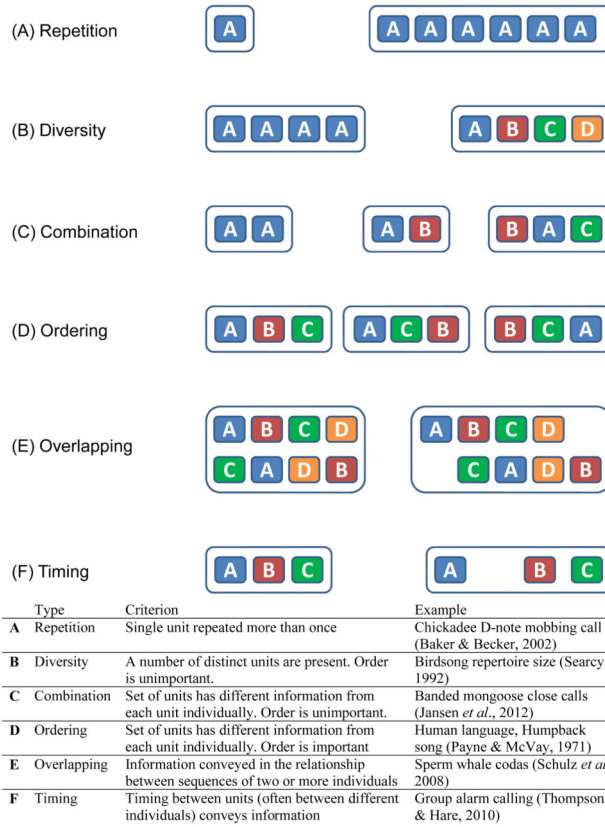 (A) Repetition A A A A A A A
(B) Diversity A A A A A B C D
(C) Combination A A A B B A C
(D) Ordering A B C A C B B C A
A B C D A B C D
(E) Overlapping
C A D B C A D B
(F) Timing A B C A B C
Type Criterion Example
A Repetition Single unit repeated more than once Chickadee D-note mobbing call
(Baker & Becker, 2002)
B Diversity A number of distinct units are present. Order Birdsong repertoire size (Searcy
is unimportant. 1992)
C Combination Set of units has different information from Banded mongoose close calls
each unit individually. Order is unimportant. (Jansen et al., 2012)
D Ordering Set of units has different information from Human language, Humpback
each unit individually. Order is important song (Payne & McVay, 1971)
E Overlapping Information conveyed in the relationship Sperm whale codas (Schulz et al
between sequences of two or more individuals 2008)
F Timing Timing between units (often between different Group alarm calling (Thompson
individuals) conveys information & Hare, 2010)